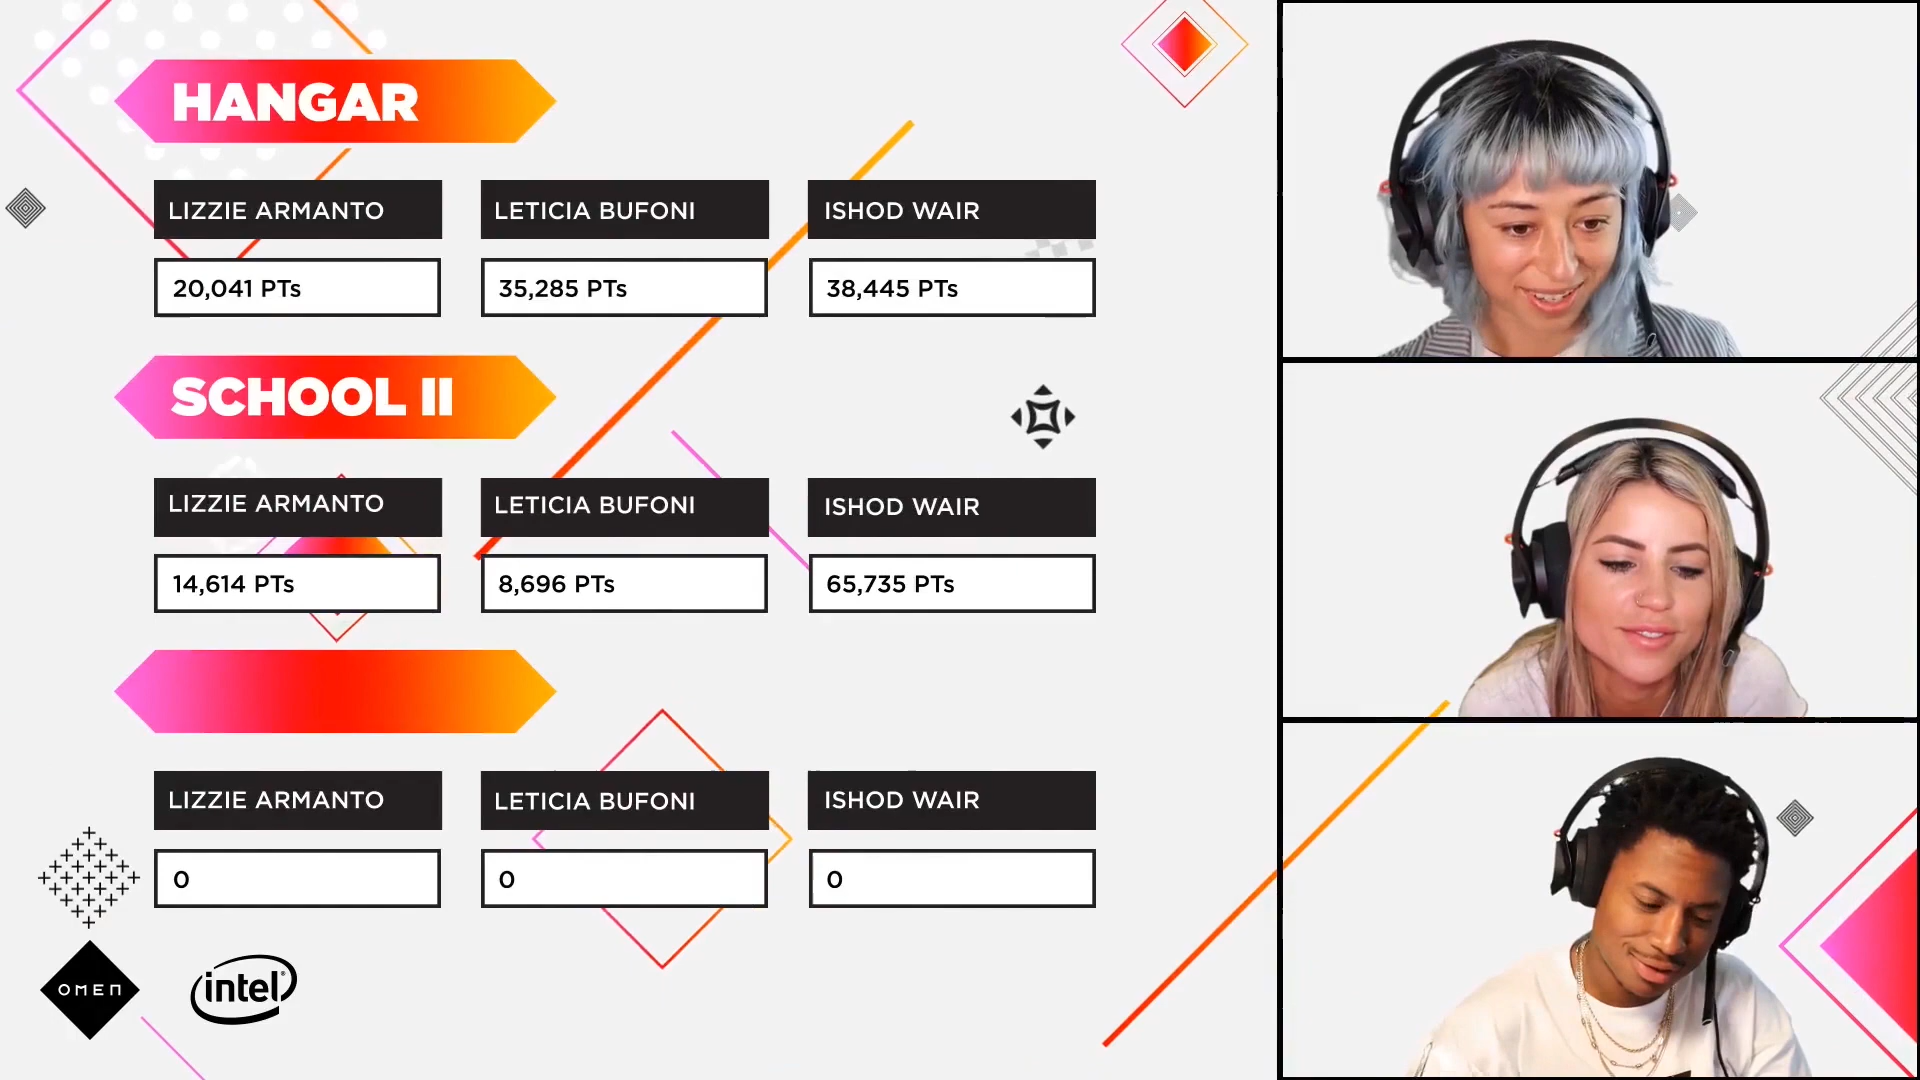 HANGAR
LIZZIE ARMANTO
LETICIA BUFONI
ISHOD WAIR
20,041 PTs
35,285 PTs
38,445 PTs
SCHOOL II
LIZZIE ARMANTO
LETICIA BUFONI
ISHOD WAIR
14,614 PTs
8,696 PTs
65,735 PTs
LIZZIE ARMANTO
LETICIA BUFONI
ISHOD WAIR
0
0
0
OMEN
intel